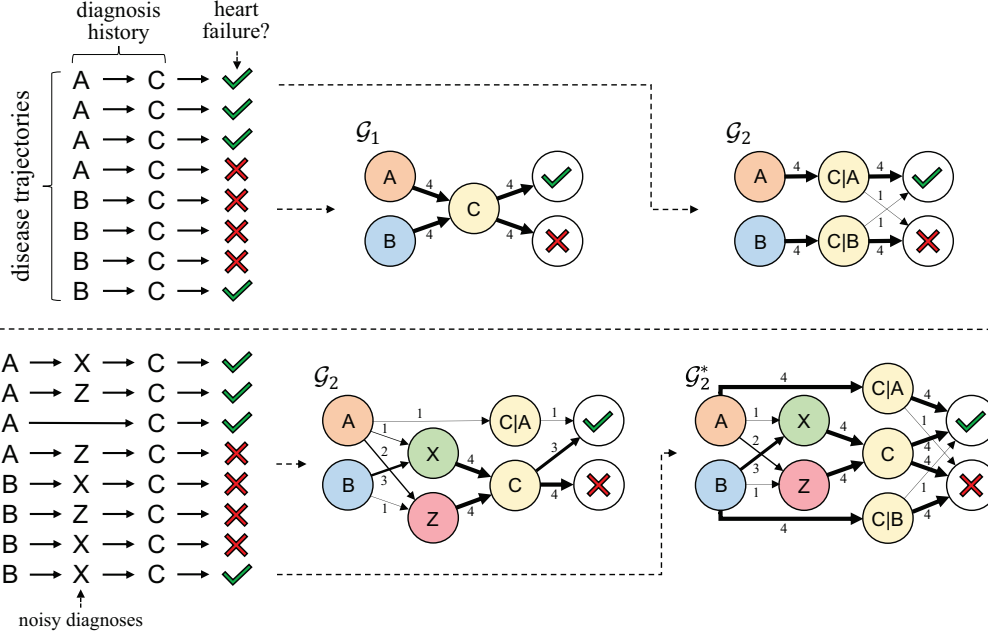 diagnosis
history
heart
failure?
disease trajectories
A C
A C
A C
A C
B C
B C
B C
B C
𝒢1
A
B
C
4
4
4
4
𝒢2
A
B
C|A
C|B
4
4
4
1
1
4
A X C
A Z C
A C
A Z C
B X C
B Z C
B X C
B X C
noisy diagnoses
𝒢2
A
B
X
Z
C|A
C
1
1
1
2
3
1
4
4
3
4
𝒢2*
A
B
X
Z
C|A
C
C|B
4
1
2
3
1
4
4
4
4
1
4
4
1
4